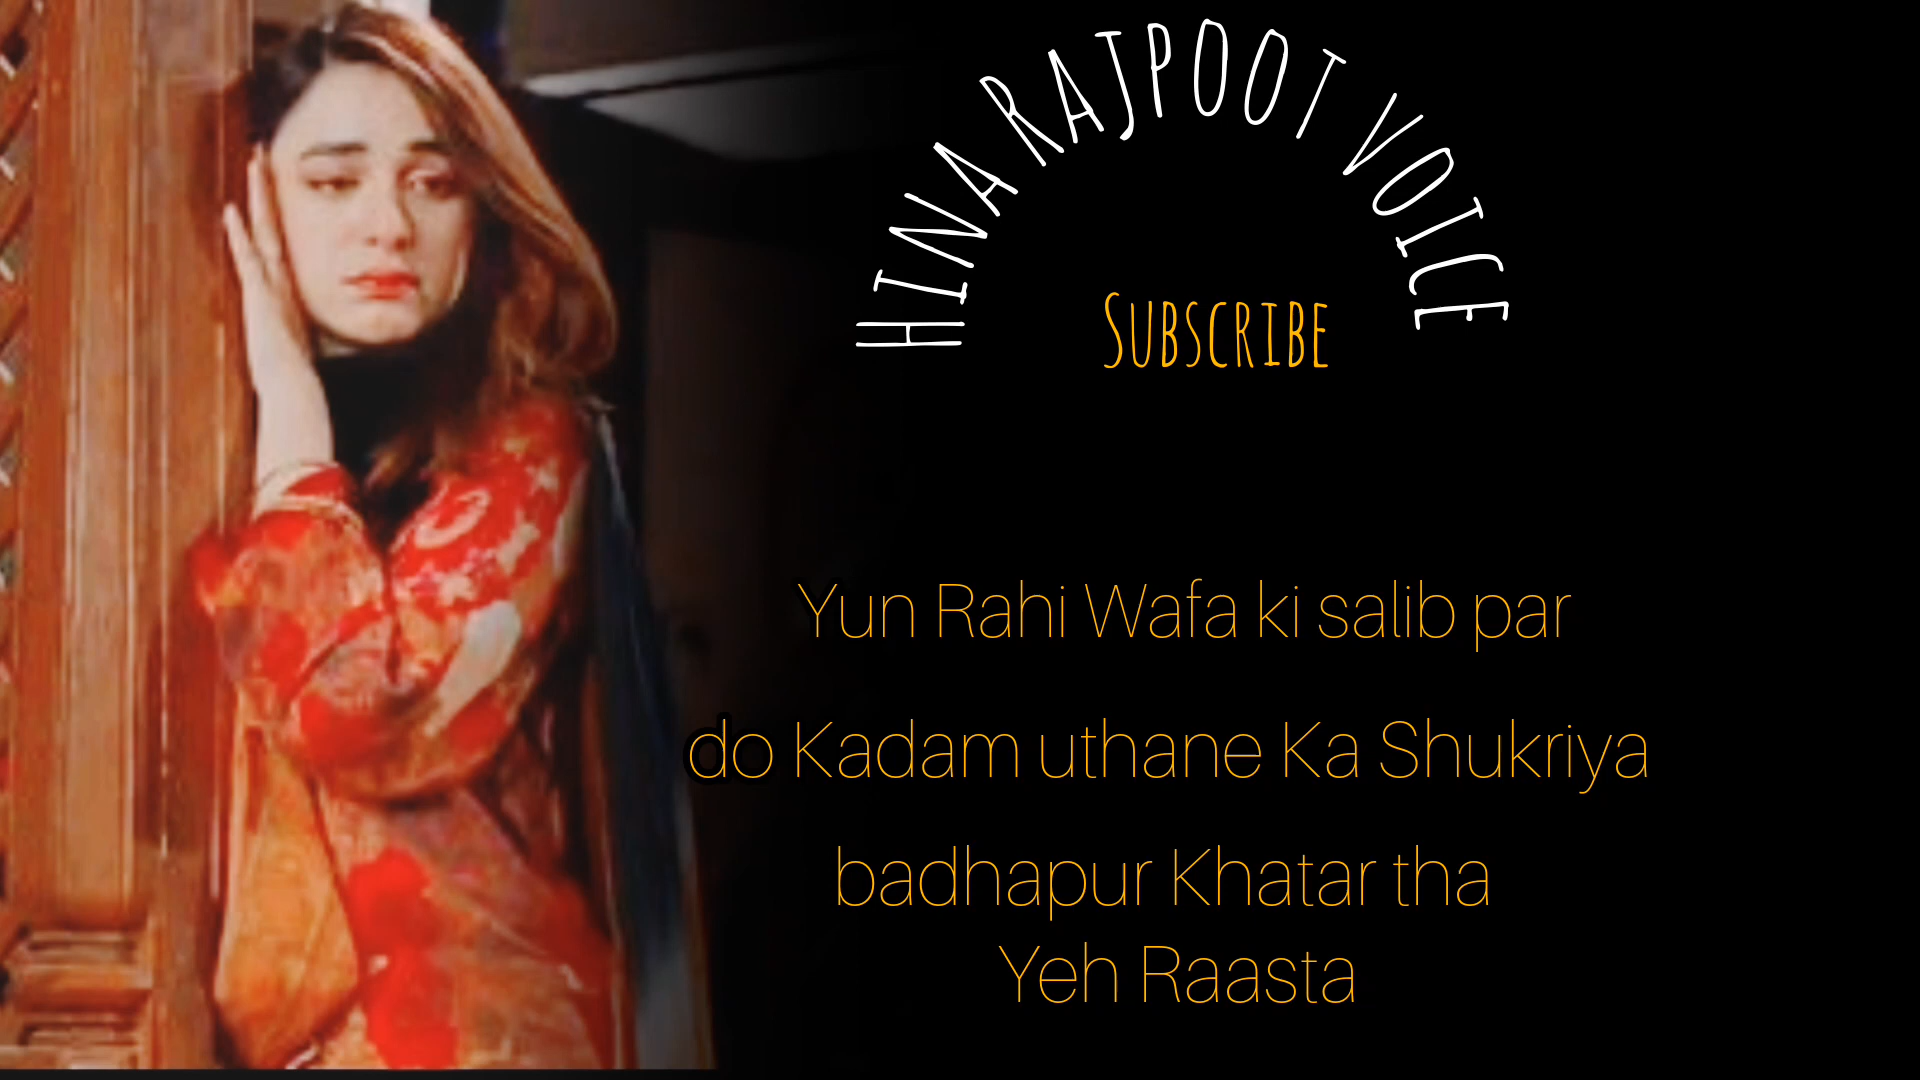 HINA RAJPOOT VOICE
SUBSCRIBE
Yun Rahi Wafa ki salib par
do Kadam uthane Ka Shukriya
badhapur Khatar tha
Yeh Raasta